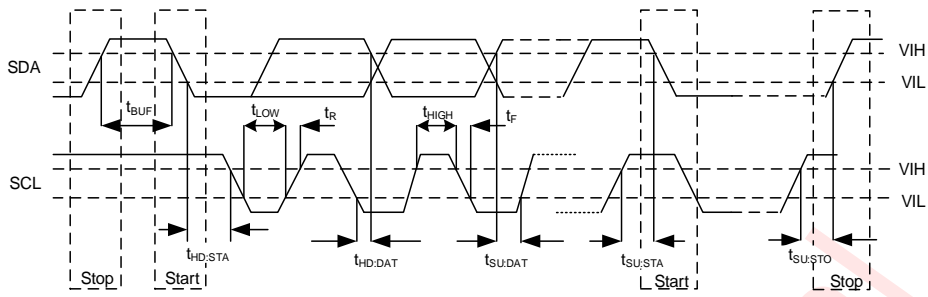 SDA
VIH
VIL
tBUF
tLOW
tR
tHIGH
tF
SCL
VIH
VIL
tHD:STA
tHD:DAT
tSU:DAT
tSU:STA
tSU:STO
Stop
Start
Start
Stop